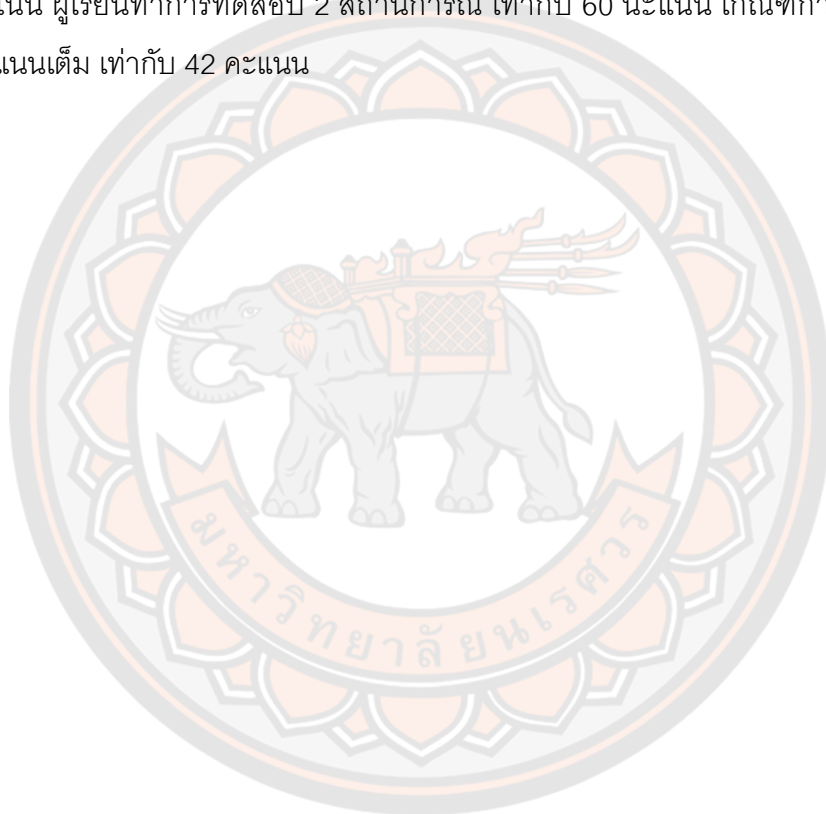 ผู้เรียนทำการทดสอบ 2 สถานการณ์ เท่ากับ 60 นะแนน
แนนเต็ม เท่ากับ 42 คะแนน
มหาวิทยาลัยนเรศวร